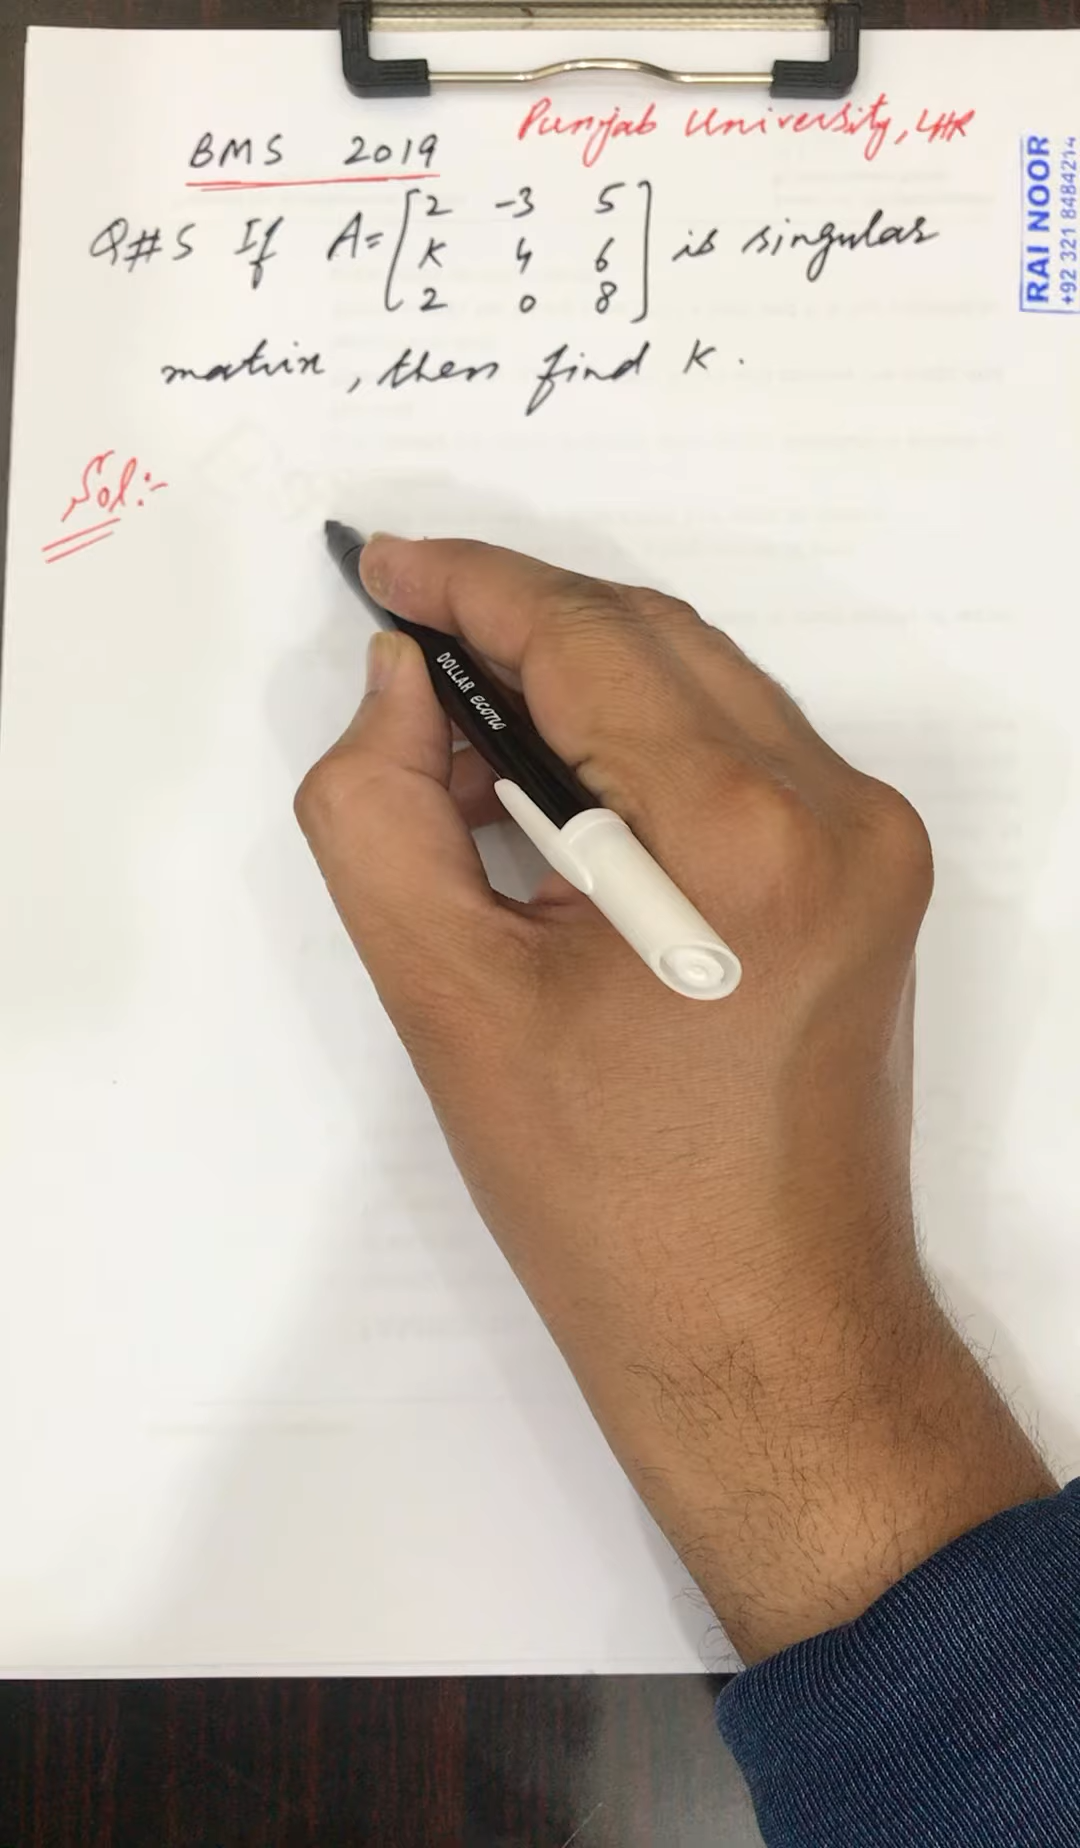 BMS 2019 Punjab University, LHR
Q#5 If A= [2 -3 5
K 4 6
2 0 8] is singular
matrix, then find K.
Sol:-
RAI NOOR
+92 321 8484214
DOLLAR